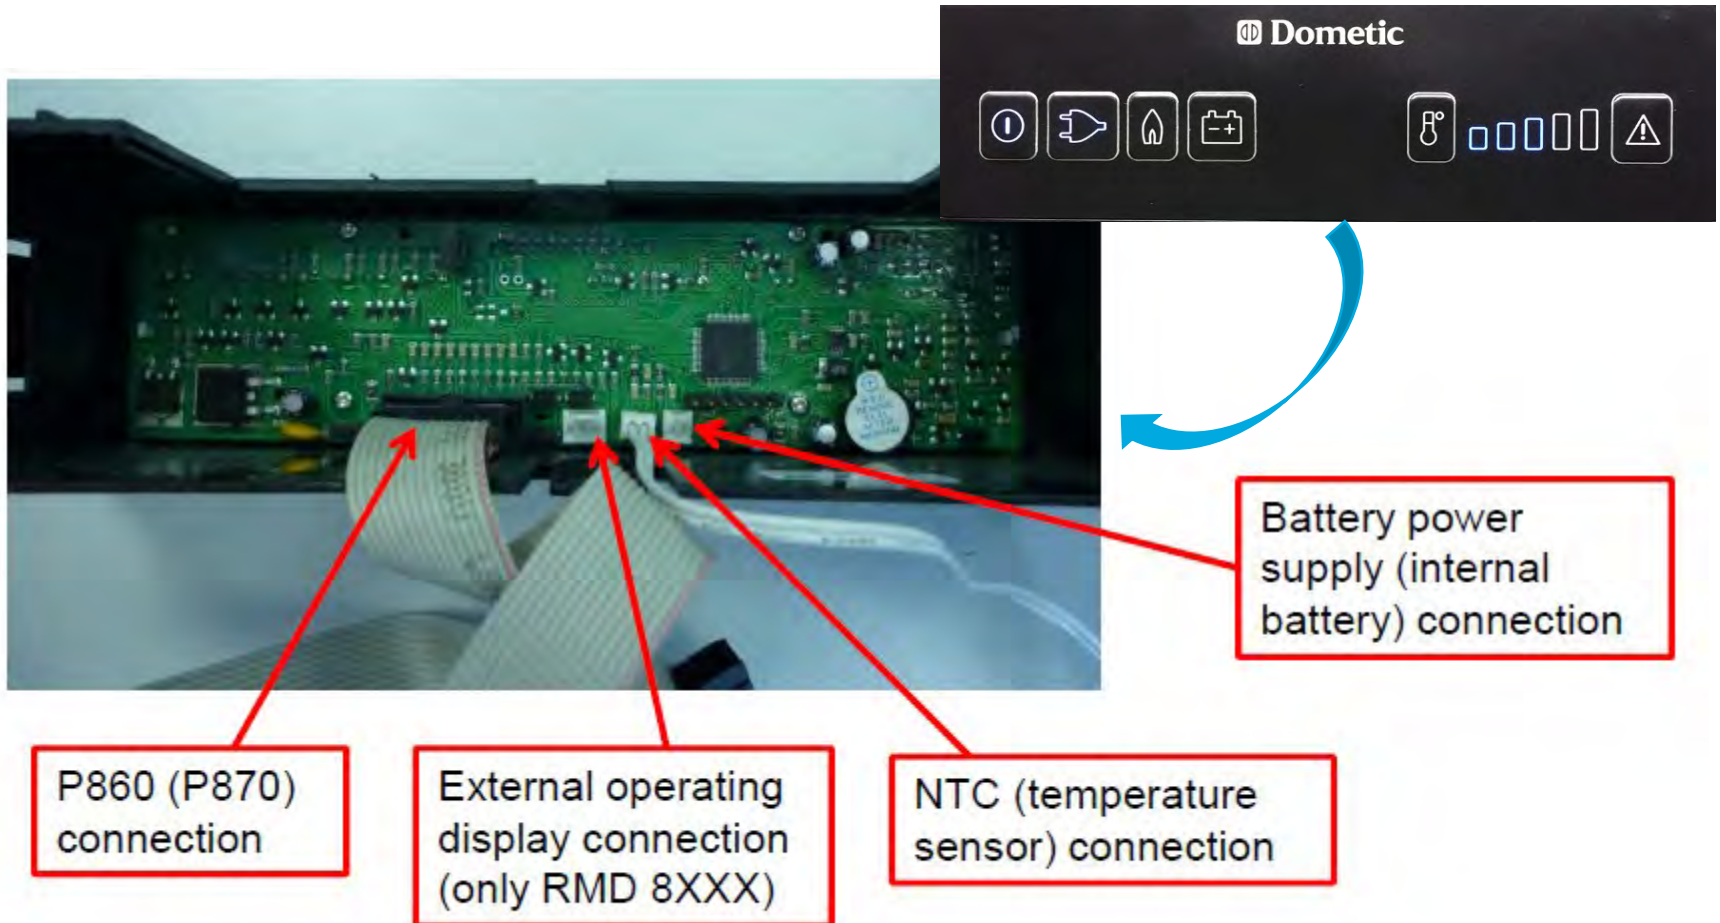 Dometic
Battery power
supply (internal
battery) connection
P860 (P870)
connection
External operating
display connection
(only RMD 8XXX)
NTC (temperature
sensor) connection